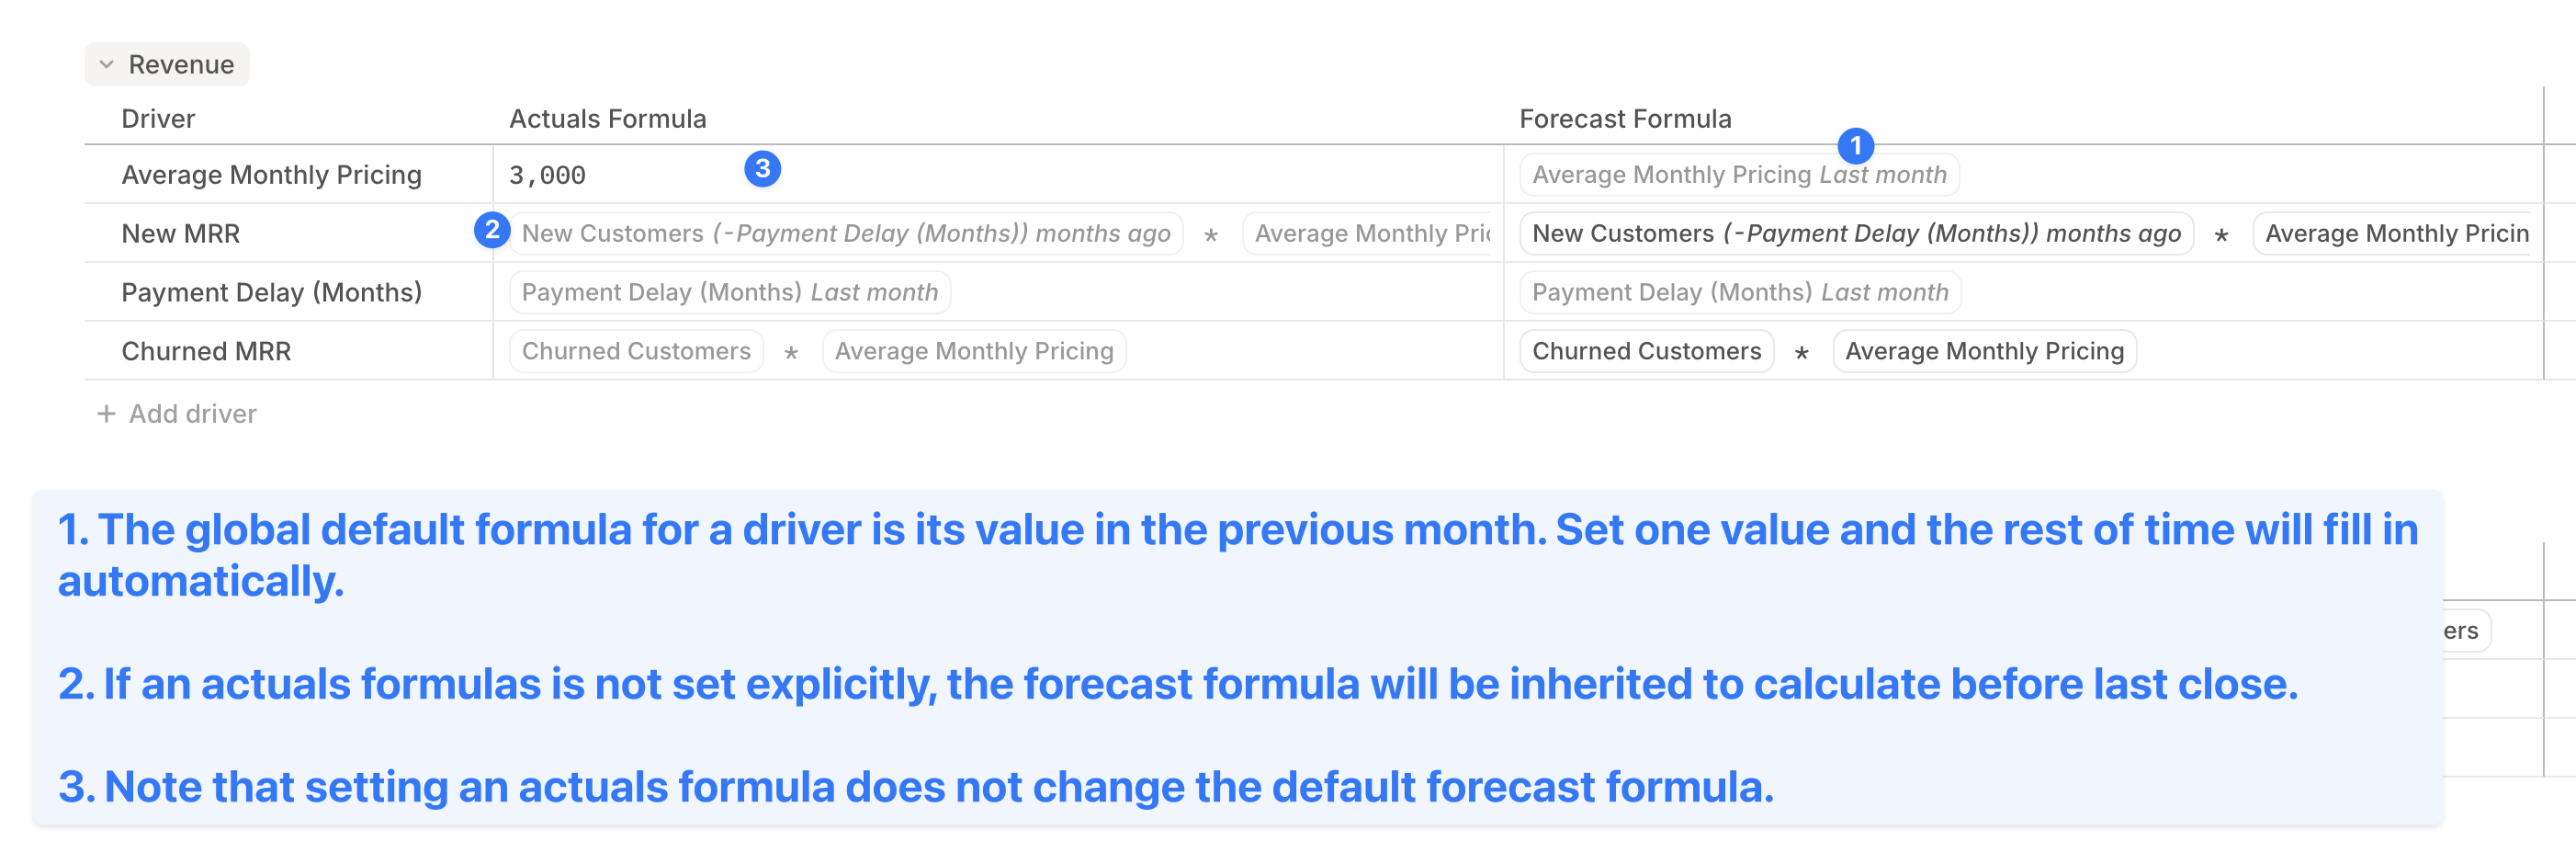 Revenue
Driver Actuals Formula Forecast Formula
1
Average Monthly Pricing 3,000 3 Average Monthly Pricing Last month
New MRR 2 New Customers (-Payment Delay (Months)) months ago * Average Monthly Pric New Customers (-Payment Delay (Months)) months ago * Average Monthly Pricin
Payment Delay (Months) Payment Delay (Months) Last month Payment Delay (Months) Last month
Churned MRR Churned Customers * Average Monthly Pricing Churned Customers * Average Monthly Pricing
+ Add driver
1. The global default formula for a driver is its value in the previous month. Set one value and the rest of time will fill in
automatically.
ers
2. If an actuals formulas is not set explicitly, the forecast formula will be inherited to calculate before last close.
3. Note that setting an actuals formula does not change the default forecast formula.